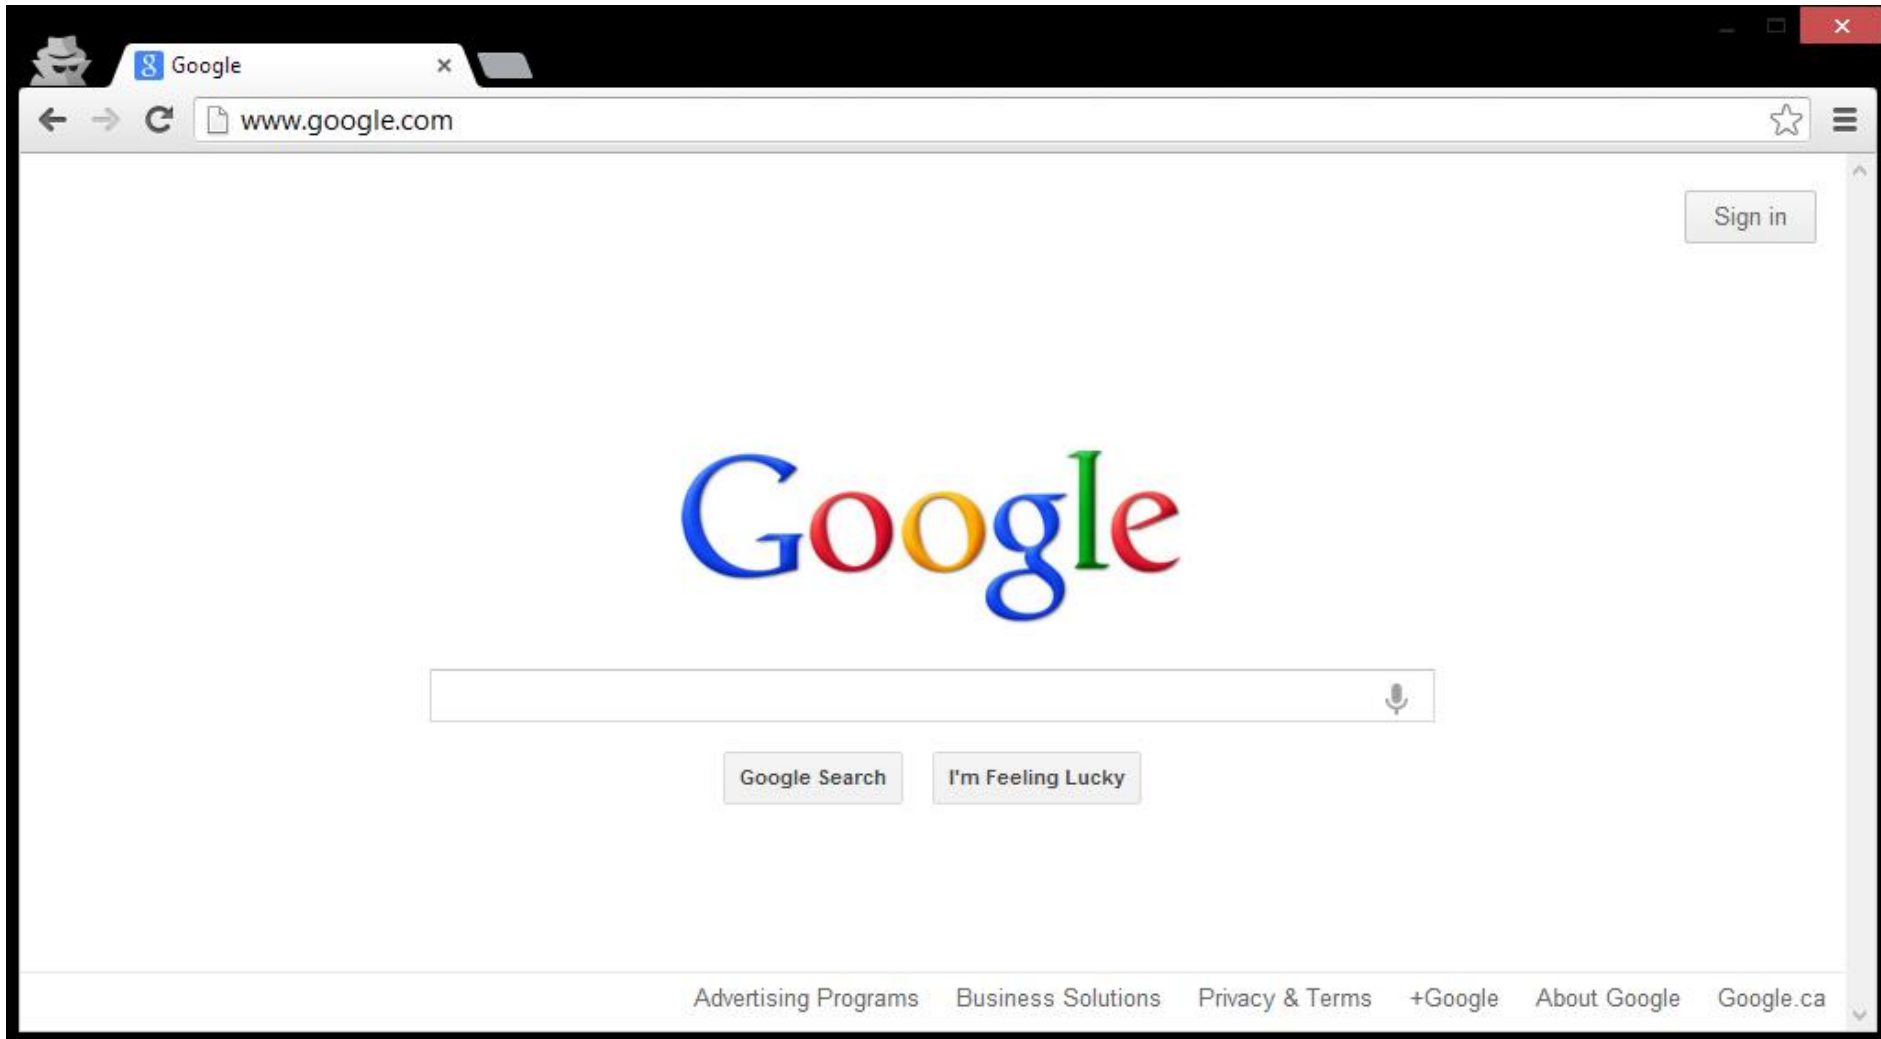 Google
www.google.com
Sign in
Google
Google Search I'm Feeling Lucky
Advertising Programs Business Solutions Privacy & Terms +Google About Google Google.ca